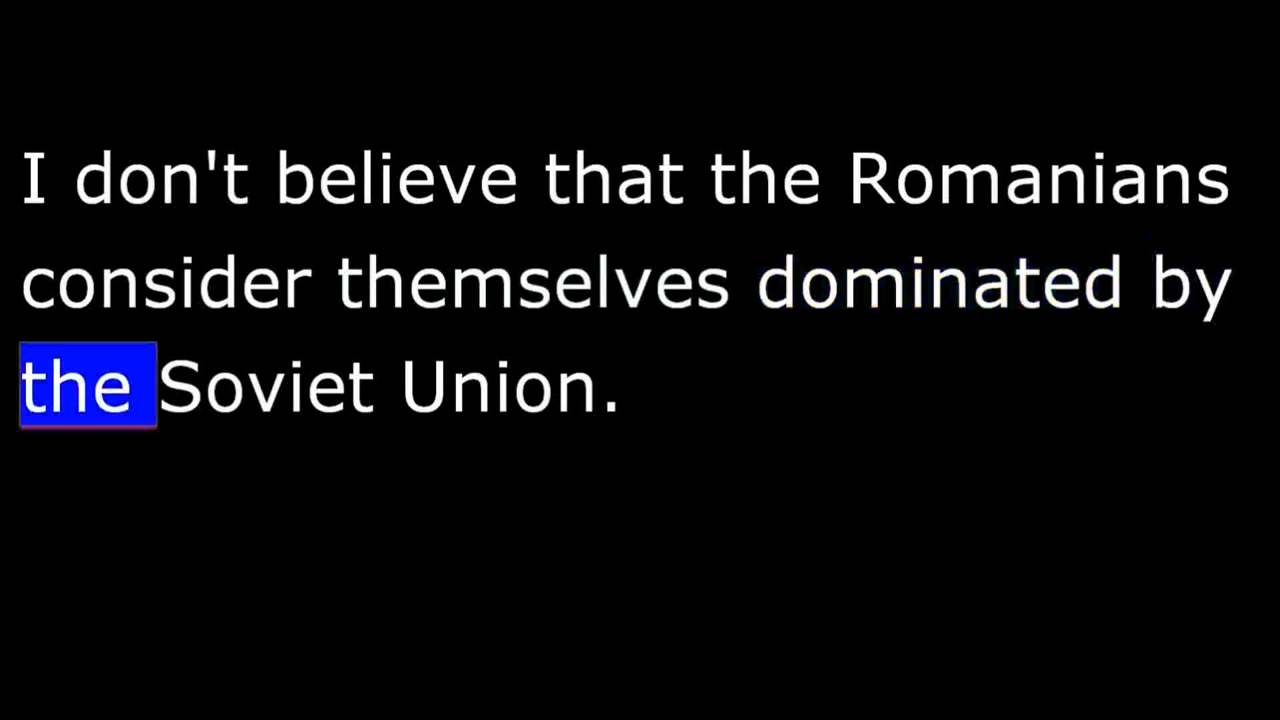 I don't believe that the Romanians
consider themselves dominated by
the Soviet Union.